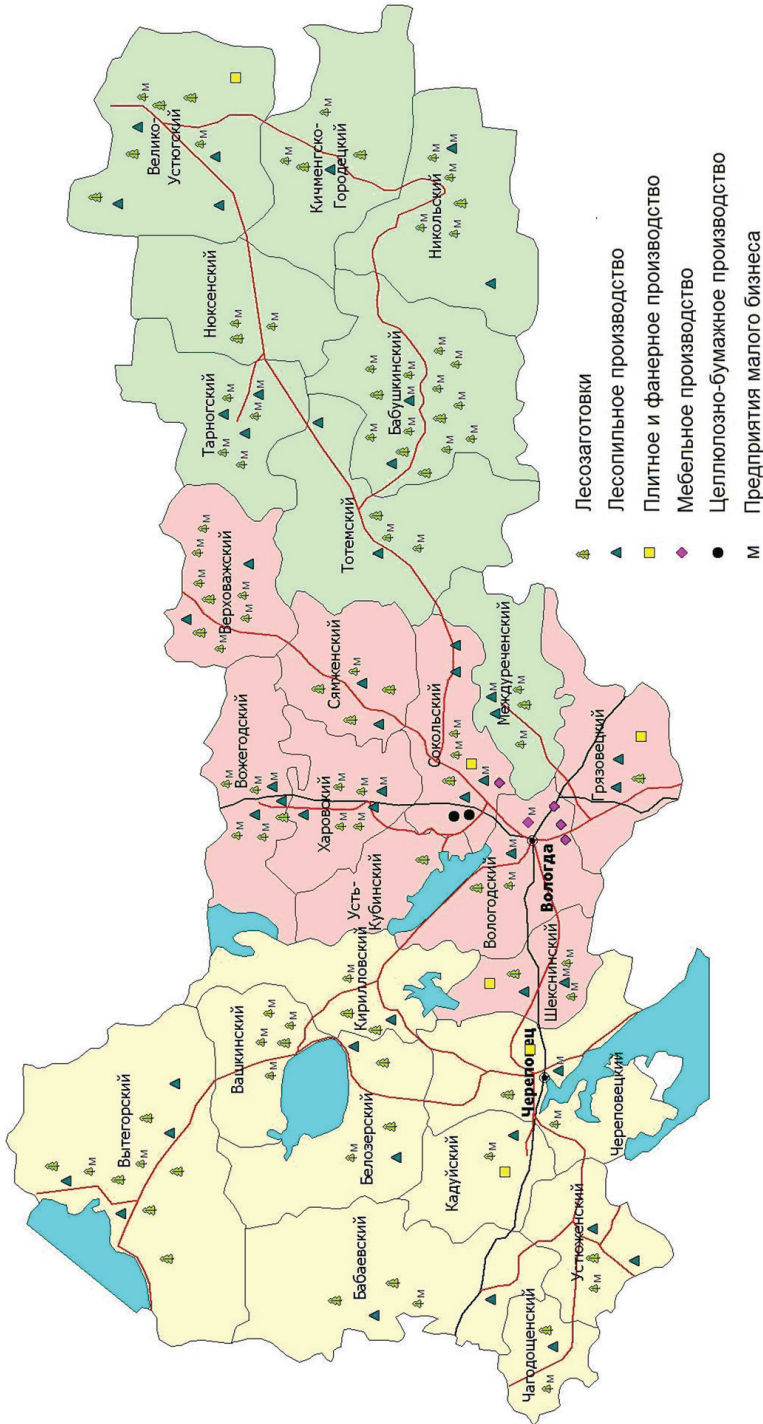 Вытегорский
Вашкинский
Бабаевский
Белозерский
Кирилловский
Кадуйский
Череповец
Череповецкий
Чагодощенский
Устюженский
Шекснинский
Вожегодский
Харовский
Усть-
Кубинский
Вологодский
Вологда
Верховажский
Сямженский
Сокольский
Междуреченский
Грязовецкий
Тарногский
Нюксенский
Тотемский
Бабушкинский
Велико-
Устюгский
Кичменгско-
Городецкий
Никольский
Лесозаготовки
Лесопильное производство
Плитное и фанерное производство
Мебельное производство
Целлюлозно-бумажное производство
М Предприятия малого бизнеса